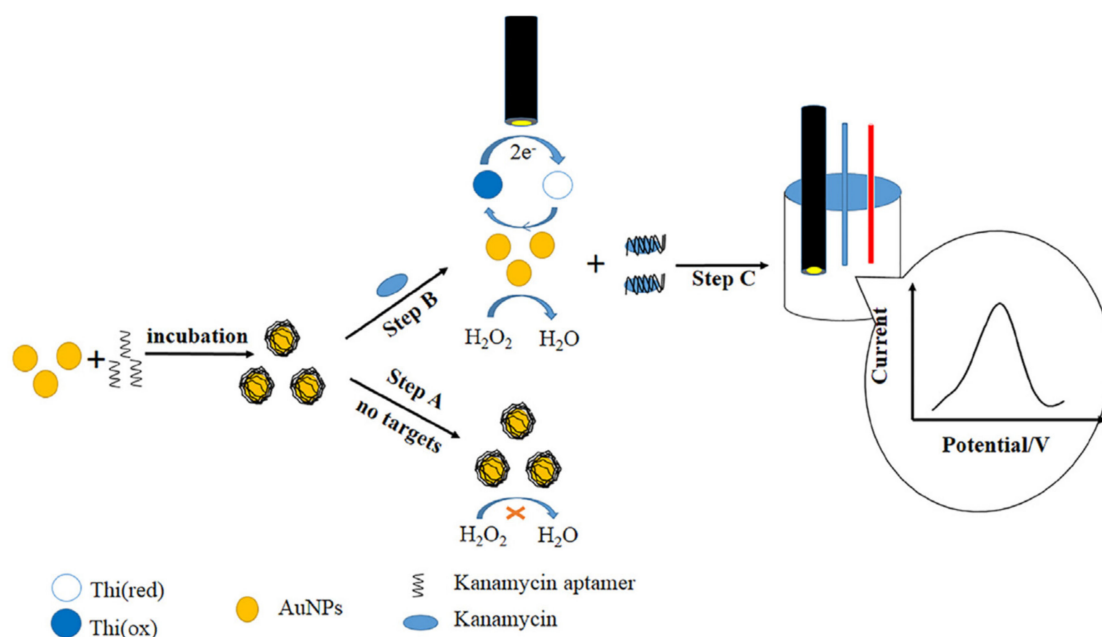 2e⁻
+
incubation
Step B
H₂O₂
H₂O
+
Step C
Step A
no targets
H₂O₂
H₂O
Current
Potential/V
Thi(red)
Thi(ox)
AuNPs
Kanamycin aptamer
Kanamycin